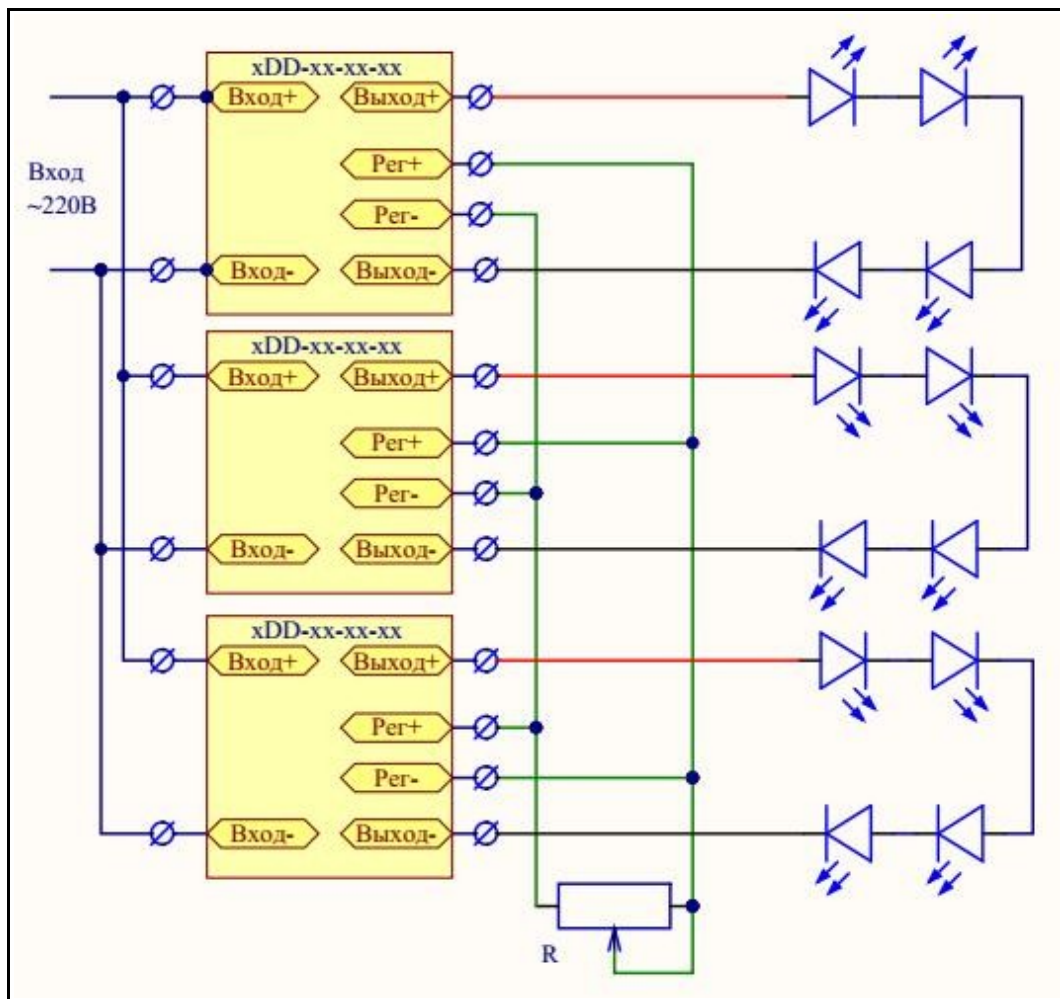 xDD-xx-xx-xx
Вход+ Выход+
Рег+
Вход
~220В
Рег-
Вход- Выход-
xDD-xx-xx-xx
Вход+ Выход+
Рег+
Рег-
Вход- Выход-
xDD-xx-xx-xx
Вход+ Выход+
Рег+
Рег-
Вход- Выход-
R